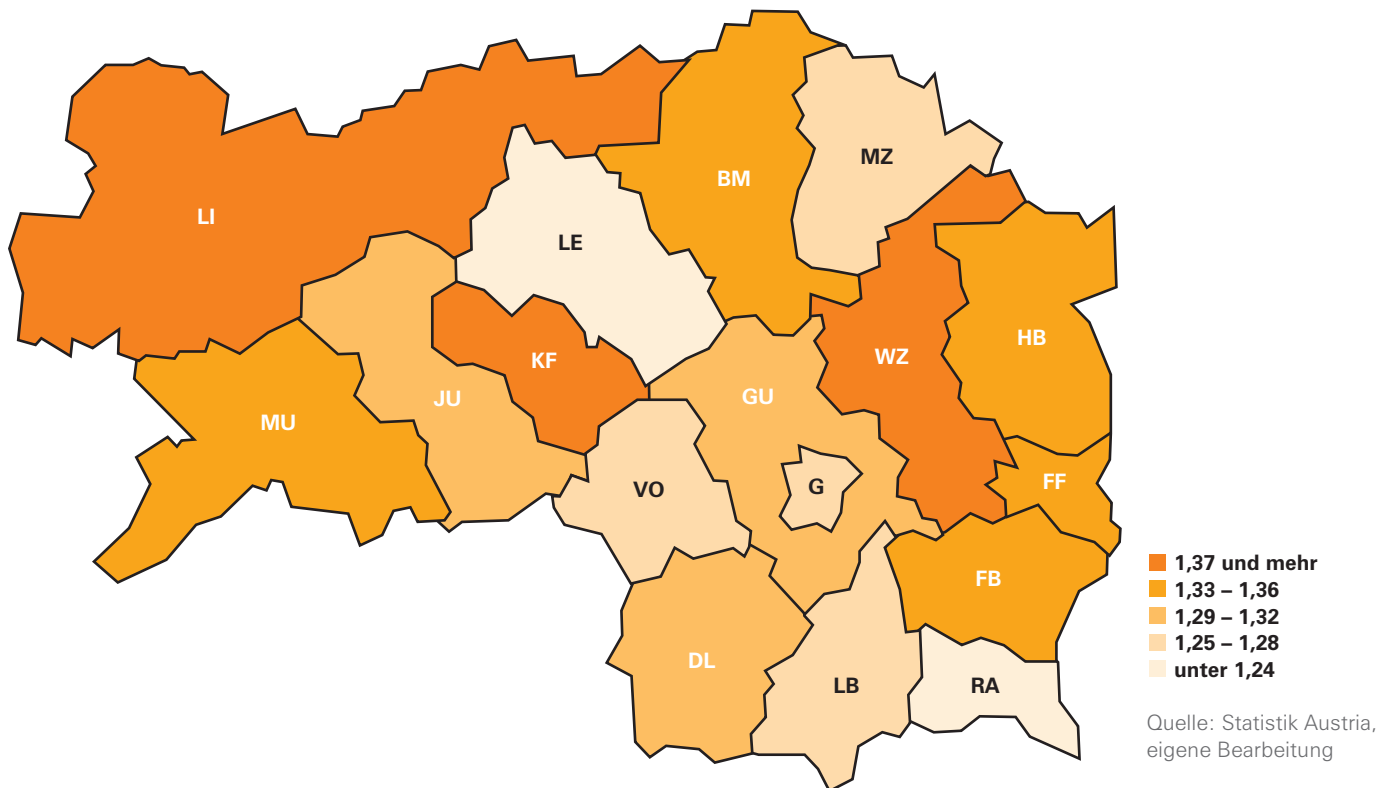 MZ
BM
LI
LE
HB
WZ
KF
GU
JU
MU
FF
G
VO
FB
DL
LB
RA
1,37 und mehr
1,33 – 1,36
1,29 – 1,32
1,25 – 1,28
unter 1,24
Quelle: Statistik Austria,
eigene Bearbeitung